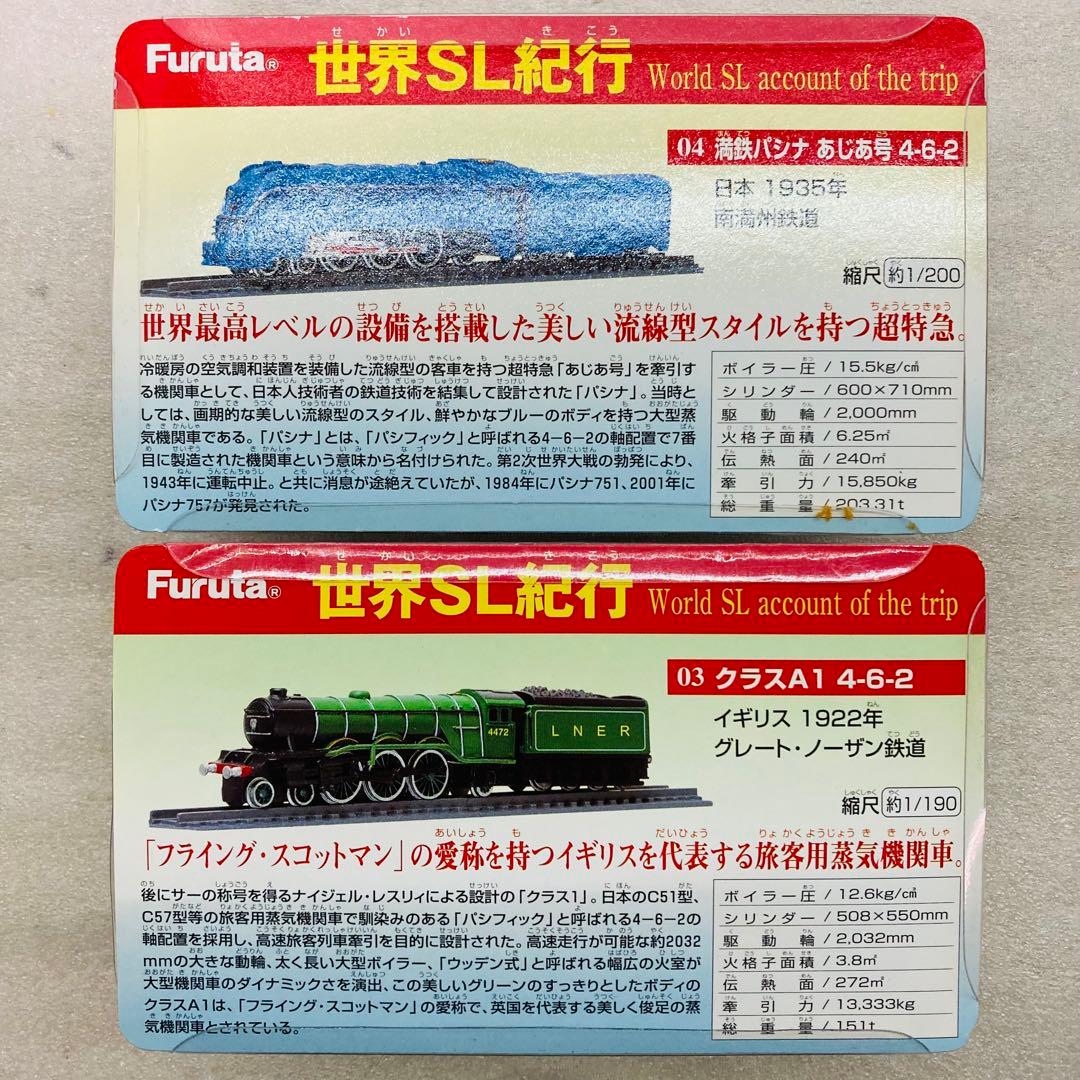 Furuta®
世界SL紀行 World SL account of the trip
04 満鉄パシナ あじあ号 4-6-2
日本 1935年
南満州鉄道
縮尺 約1/200
世界最高レベルの設備を搭載した美しい流線型スタイルを持つ超特急。
冷暖房の空気調和装置を装備した流線型の客車を持つ超特急「あじあ号」を牽引す
る機関車として、日本人技術者の鉄道技術を結集して設計された「パシナ」。当時と
しては、画期的な美しい流線型のスタイル、鮮やかなブルーのボディを持つ大型蒸
気機関車である。「パシナ」とは、「パシフィック」と呼ばれる4-6-2の軸配置で7番
目に製造された機関車という意味から名付けられた。第2次世界大戦の勃発により、
1943年に運転中止。と共に消息が途絶えていたが、1984年にパシナ751、2001年に
パシナ757が発見された。
ボイラー圧 / 15.5kg/c㎡
シリンダー / 600×710mm
駆動輪 / 2,000mm
火格子面積 / 6.25㎡
伝熱面 / 240㎡
牽引力 / 15,850kg
総重量 / 203.31t
Furuta®
世界SL紀行 World SL account of the trip
03 クラスA1 4-6-2
イギリス 1922年
グレート・ノーザン鉄道
4472
LNER
縮尺 約1/190
「フライング・スコットマン」の愛称を持つイギリスを代表する旅客用蒸気機関車。
後にサーの称号を得るナイジェル・レスリィによる設計の「クラス1」。日本のC51型、
C57型等の旅客用蒸気機関車で馴染みのある「パシフィック」と呼ばれる4-6-2の
軸配置を採用し、高速旅客列車牽引を目的に設計された。高速走行が可能な約2032
mmの大きな動輪、太く長い大型ボイラー、「ウッデン式」と呼ばれる幅広の火室が
大型機関車のダイナミックさを演出、この美しいグリーンのすっきりとしたボディの
クラスA1は、「フライング・スコットマン」の愛称で、英国を代表する美しく俊足の蒸
気機関車とされている。
ボイラー圧 / 12.6kg/c㎡
シリンダー / 508×550mm
駆動輪 / 2,032mm
火格子面積 / 3.8㎡
伝熱面 / 272㎡
牽引力 / 13,333kg
総重量 / 151t